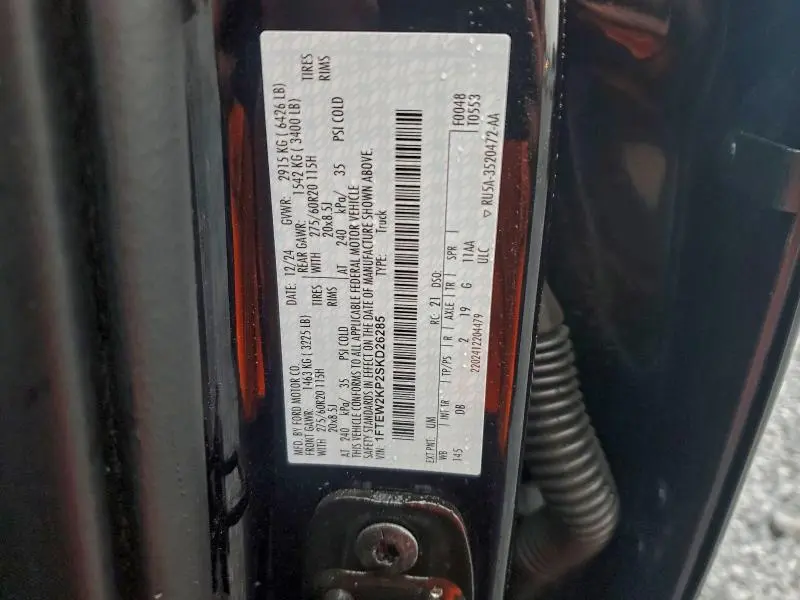 MFD. BY FORD MOTOR CO. DATE: 12/24 GVWR: 2915 KG ( 6426 LB)
FRONT GAWR: 1463 KG ( 3225 LB) REAR GAWR: 1542 KG ( 3400 LB)
WITH 275/60R20 115H TIRES WITH 275/60R20 115H TIRES
20x8.5J RIMS 20x8.5J RIMS
AT 240 kPa/ 35 PSI COLD AT 240 kPa/ 35 PSI COLD
THIS VEHICLE CONFORMS TO ALL APPLICABLE FEDERAL MOTOR VEHICLE
SAFETY STANDARDS IN EFFECT ON THE DATE OF MANUFACTURE SHOWN ABOVE.
VIN: 1FTEW2KP2SKD26285 TYPE: Truck
EXT PNT: UM RC: 21 DSO: F0048
WB INT TR TP/PS R AXLE TR SPR T0553
145 DB 2 19 G 11AA
ULC
2202412204479 ▽ RU5A-3520472-AA